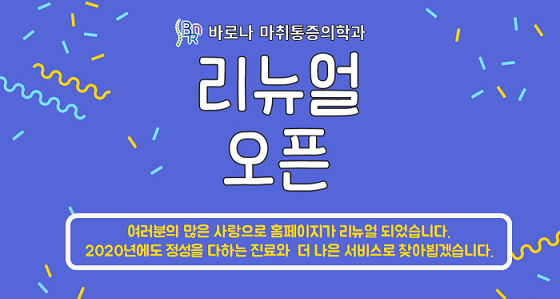 BNR 바로나 마취통증의학과
리뉴얼
오픈
여러분의 많은 사랑으로 홈페이지가 리뉴얼 되었습니다.
2020년에도 정성을 다하는 진료와 더 나은 서비스로 찾아뵙겠습니다.